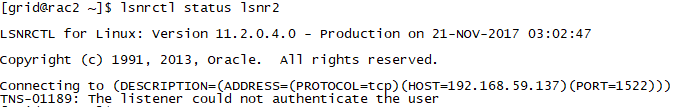 [grid@rac2 ~]$ lsnrctl status lsnr2
LSNRCTL for Linux: Version 11.2.0.4.0 - Production on 21-NOV-2017 03:02:47
Copyright (c) 1991, 2013, Oracle.  All rights reserved.
Connecting to (DESCRIPTION=(ADDRESS=(PROTOCOL=tcp)(HOST=192.168.59.137)(PORT=1522)))
TNS-01189: The listener could not authenticate the user